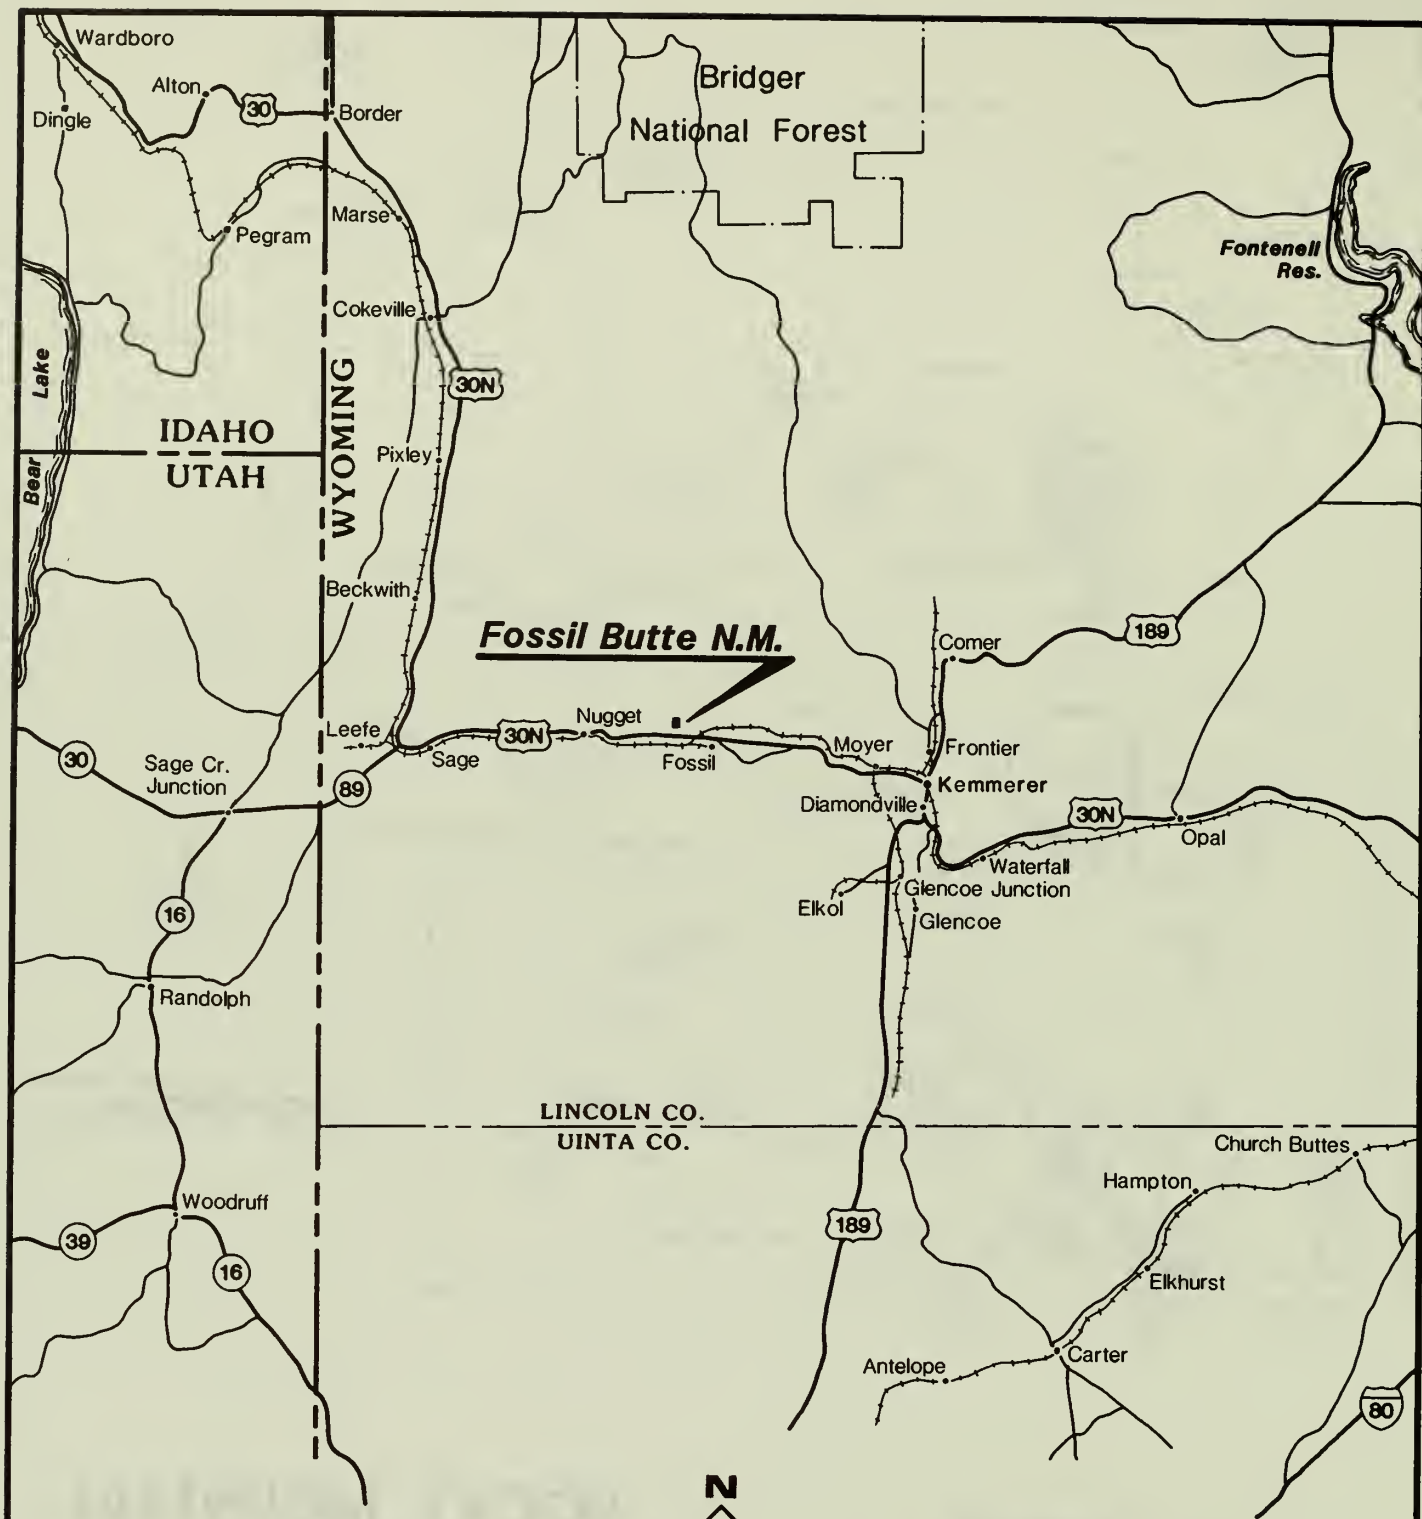 Wardboro
Alton
30
Border
Dingle
Bridger
National Forest
Marse
Pegram
Fontenell
Res.
Cokeville
30N
Bear Lake
IDAHO
UTAH
WYOMING
Pixley
Beckwith
Fossil Butte N.M.
189
Comer
Leefe
Nugget
30N
Sage
Fossil
Moyer
Frontier
30
Sage Cr.
Junction
89
Kemmerer
Diamondville
30N
Opal
Waterfall
Glencoe Junction
Elkol
Glencoe
16
Randolph
LINCOLN CO.
UINTA CO.
Church Buttes
Hampton
Woodruff
189
39
16
Elkhurst
Carter
Antelope
80
N